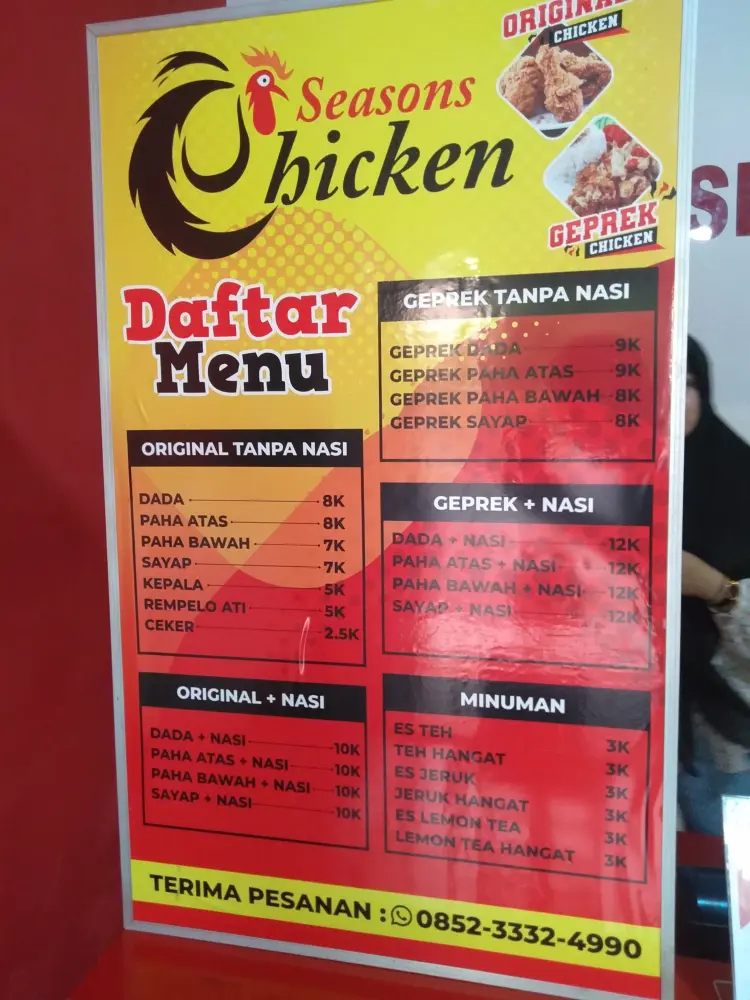 ORIGINAL
CHICKEN
Seasons
Chicken
GEPREK
CHICKEN
Daftar
Menu
ORIGINAL TANPA NASI
DADA 8K
PAHA ATAS 8K
PAHA BAWAH 7K
SAYAP 7K
KEPALA 5K
REMPELO ATI 5K
CEKER 2.5K
ORIGINAL + NASI
DADA + NASI 10K
PAHA ATAS + NASI 10K
PAHA BAWAH + NASI 10K
SAYAP + NASI 10K
GEPREK TANPA NASI
GEPREK DADA 9K
GEPREK PAHA ATAS 9K
GEPREK PAHA BAWAH 8K
GEPREK SAYAP 8K
GEPREK + NASI
DADA + NASI 12K
PAHA ATAS + NASI 12K
PAHA BAWAH + NASI 12K
SAYAP + NASI 12K
MINUMAN
ES TEH 3K
TEH HANGAT 3K
ES JERUK 3K
JERUK HANGAT 3K
ES LEMON TEA 3K
LEMON TEA HANGAT 3K
TERIMA PESANAN : 0852-3332-4990